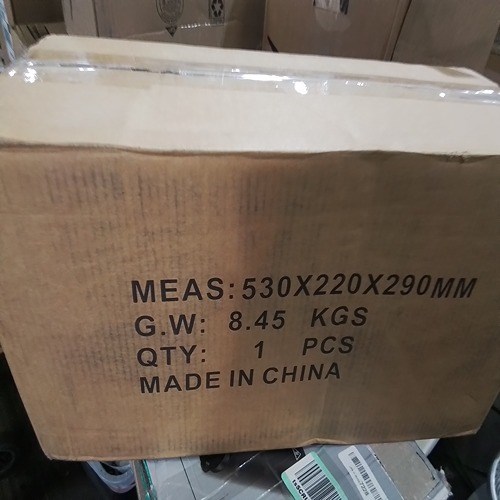 MEAS: 530X220X290MM
G.W: 8.45 KGS
QTY: 1 PCS
MADE IN CHINA